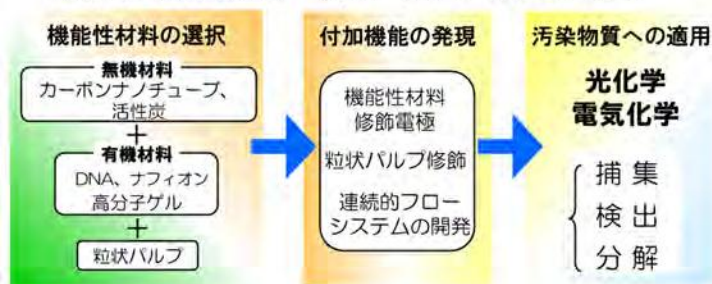 機能性材料の選択
無機材料
カーボンナノチューブ、
活性炭
+
有機材料
DNA、ナフィオン
高分子ゲル
+
粒状パルプ
付加機能の発現
機能性材料
修飾電極
粒状パルプ修飾
連続的フロー
システムの開発
汚染物質への適用
光化学
電気化学
捕集
検出
分解